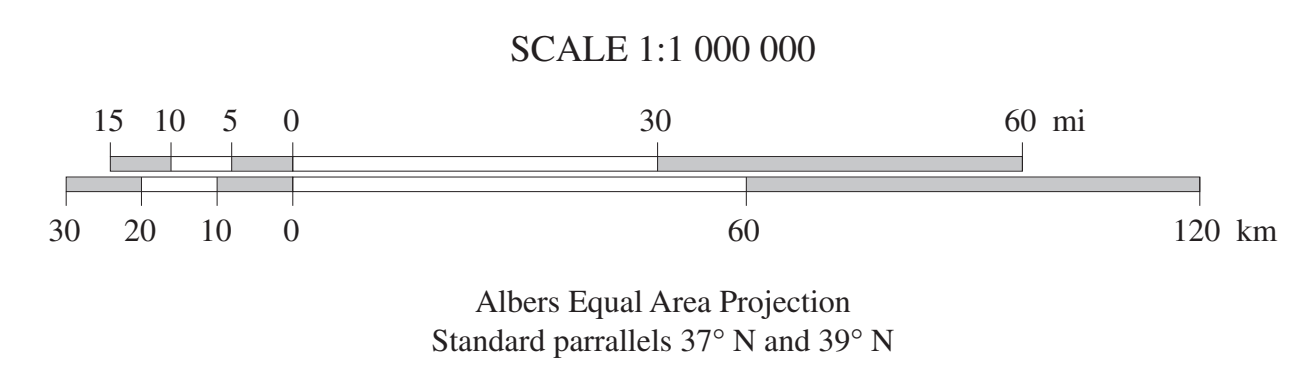 SCALE 1:1 000 000
15 10 5 0 30 60 mi
30 20 10 0 60 120 km
Albers Equal Area Projection
Standard parrallels 37° N and 39° N